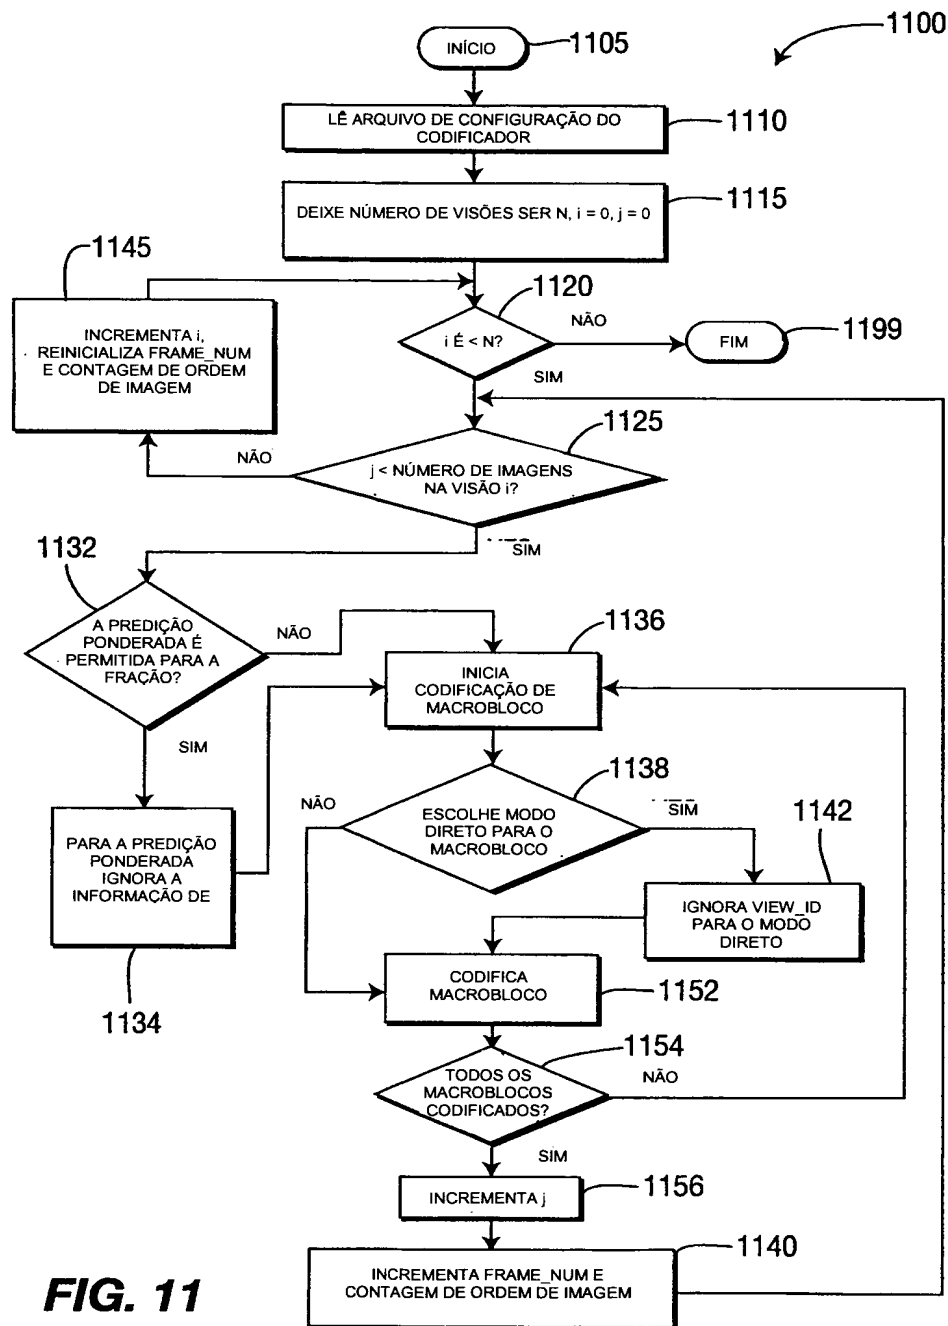 1100
INÍCIO
1105
LÊ ARQUIVO DE CONFIGURAÇÃO DO
CODIFICADOR
1110
DEIXE NÚMERO DE VISÕES SER N, i = 0, j = 0
1115
1145
INCREMENTA i,
REINICIALIZA FRAME_NUM
E CONTAGEM DE ORDEM
DE IMAGEM
1120
i É < N?
NÃO
FIM
1199
SIM
1125
NÃO
j < NÚMERO DE IMAGENS
NA VISÃO i?
SIM
1132
A PREDIÇÃO
PONDERADA É
PERMITIDA PARA A
FRAÇÃO?
NÃO
1136
INICIA
CODIFICAÇÃO DE
MACROBLOCO
SIM
1138
NÃO
ESCOLHE MODO
DIRETO PARA O
MACROBLOCO
SIM
1142
PARA A PREDIÇÃO
PONDERADA
IGNORA A
INFORMAÇÃO DE
1134
IGNORA VIEW_ID
PARA O MODO
DIRETO
CODIFICA
MACROBLOCO
1152
1154
TODOS OS
MACROBLOCOS
CODIFICADOS?
NÃO
SIM
INCREMENTA j
1156
1140
INCREMENTA FRAME_NUM E
CONTAGEM DE ORDEM DE IMAGEM
FIG. 11